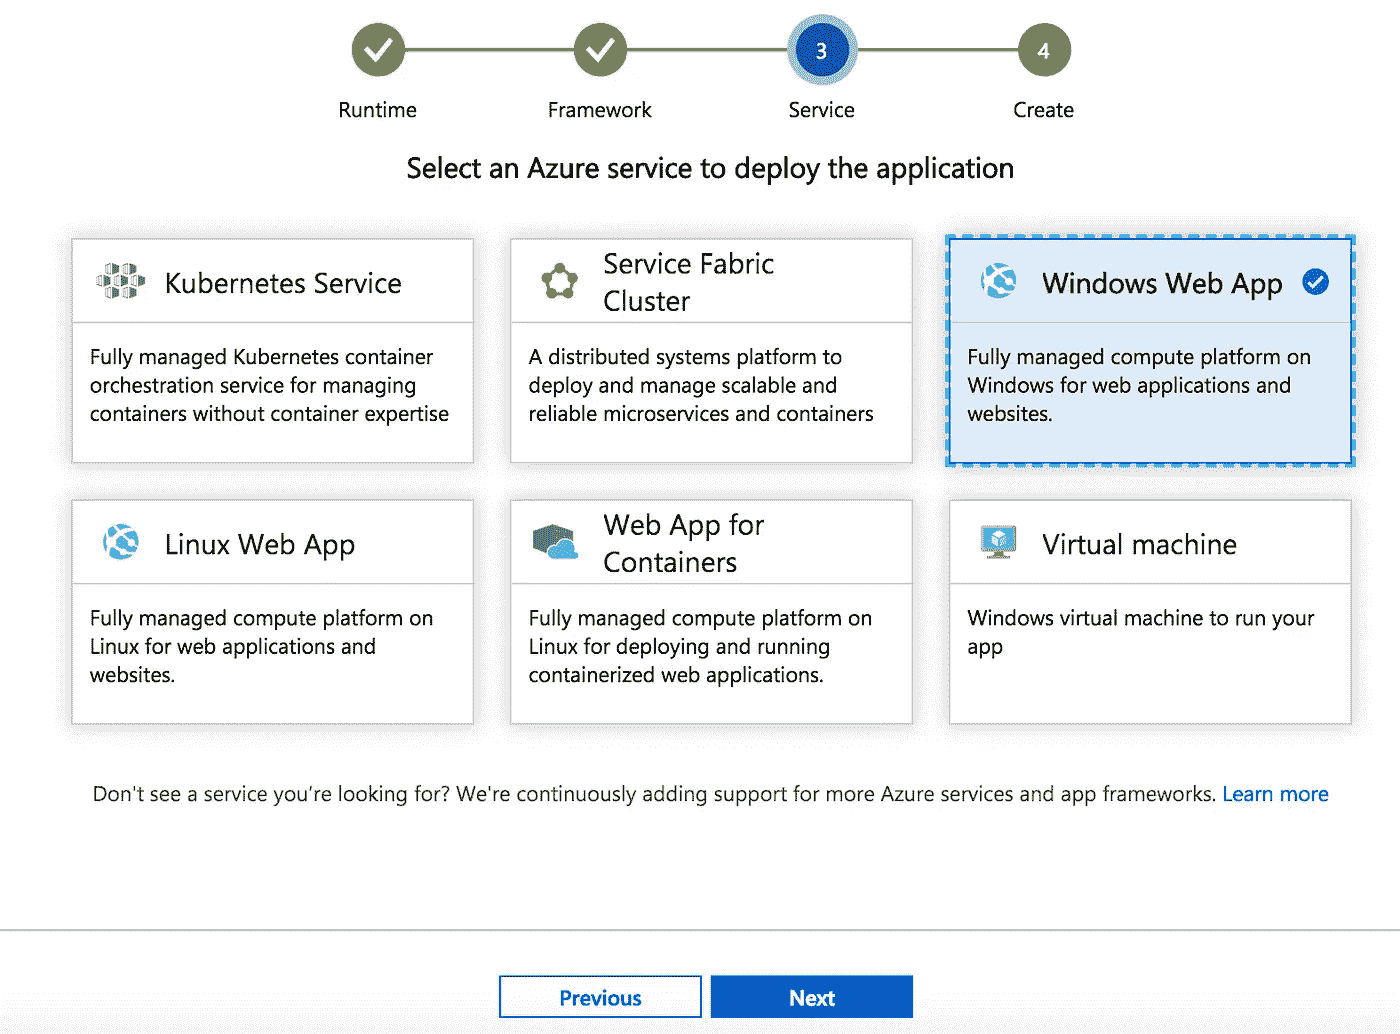 3
4
Runtime
Framework
Service
Create
Select an Azure service to deploy the application
Kubernetes Service
Fully managed Kubernetes container
orchestration service for managing
containers without container expertise
Service Fabric
Cluster
A distributed systems platform to
deploy and manage scalable and
reliable microservices and containers
Windows Web App
Fully managed compute platform on
Windows for web applications and
websites.
Linux Web App
Fully managed compute platform on
Linux for web applications and
websites.
Web App for
Containers
Fully managed compute platform on
Linux for deploying and running
containerized web applications.
Virtual machine
Windows virtual machine to run your
app
Don't see a service you're looking for? We're continuously adding support for more Azure services and app frameworks. Learn more
Previous
Next